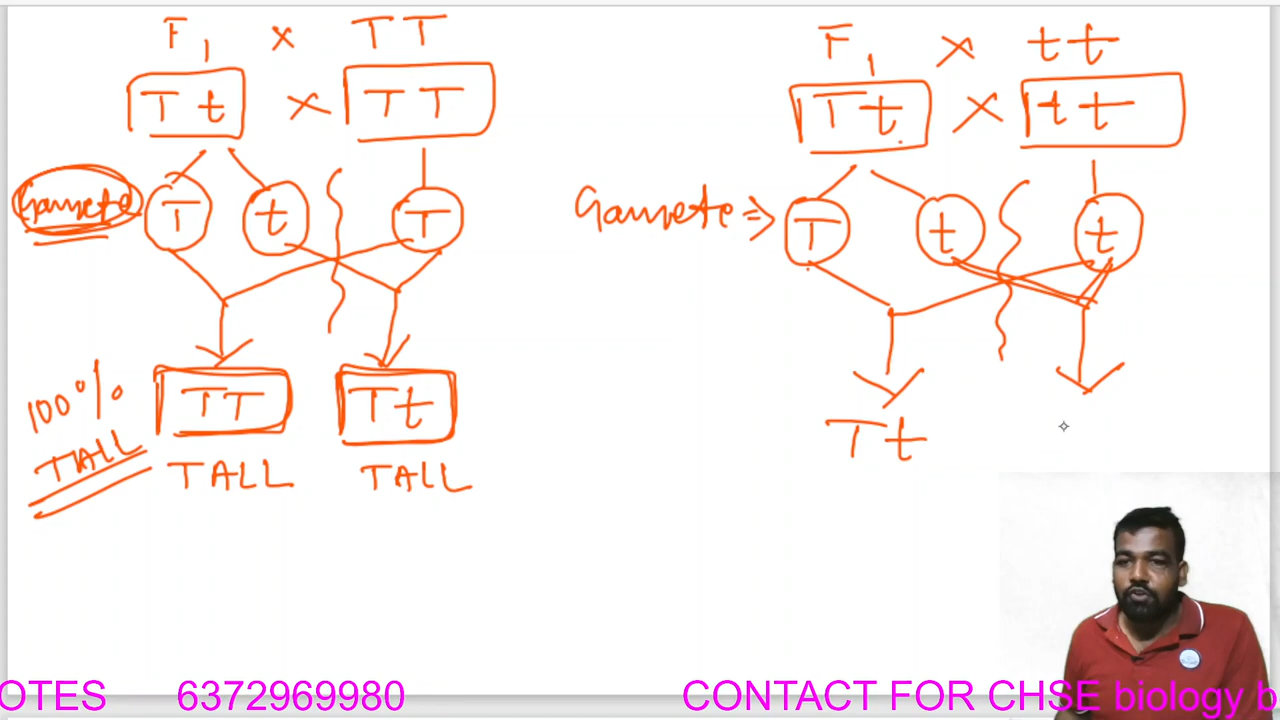 F1 x TT
Tt x TT
Gamete T t T
TT Tt
100% TALL
TALL TALL
F1 x tt
Tt x tt
Gamete ⇒ T t t
Tt
OTES 6372969980 CONTACT FOR CHSE biology b